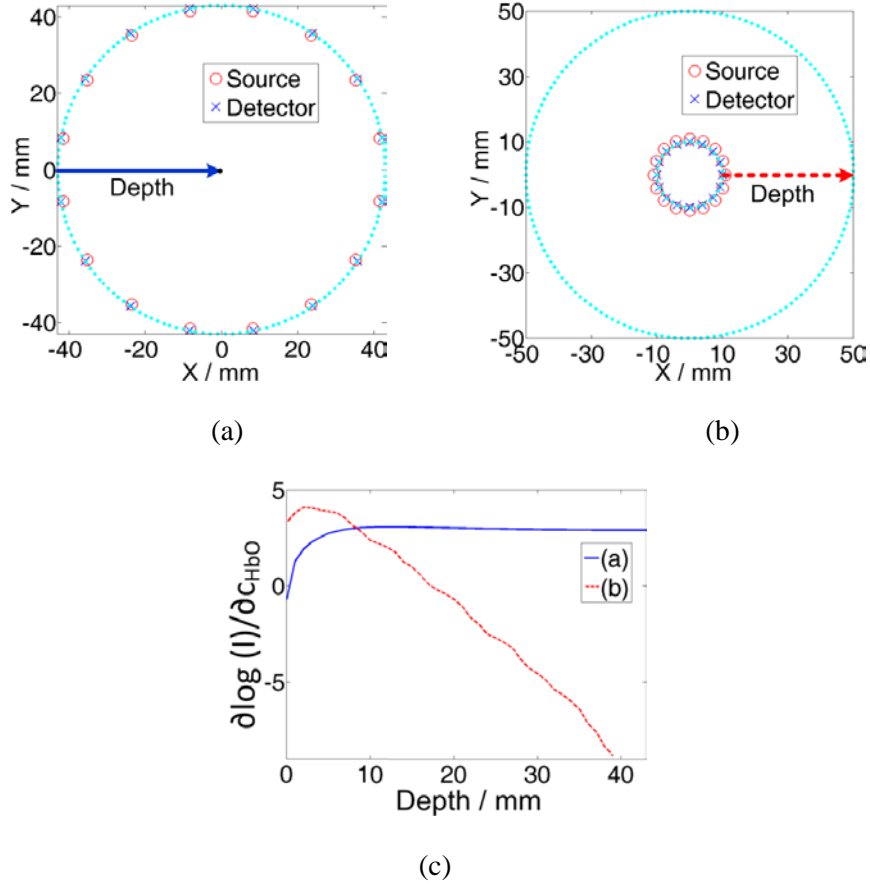 40
20
0
-20
-40
Y / mm
Source
Detector
Depth
-40 -20 0 20 40
X / mm
(a)
50
30
10
-10
-30
-50
Y / mm
Source
Detector
Depth
-50 -30 -10 10 30 50
X / mm
(b)
5
0
-5
∂log (I)/∂cHbO
(a)
(b)
0 10 20 30 40
Depth / mm
(c)